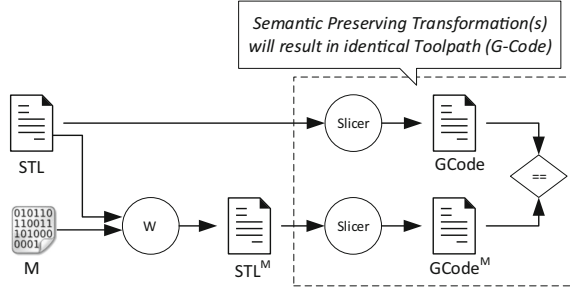 Semantic Preserving Transformation(s)
will result in identical Toolpath (G-Code)
STL
Slicer
GCode
==
010110
110011
101000
0001
M
W
STL^M
Slicer
GCode^M